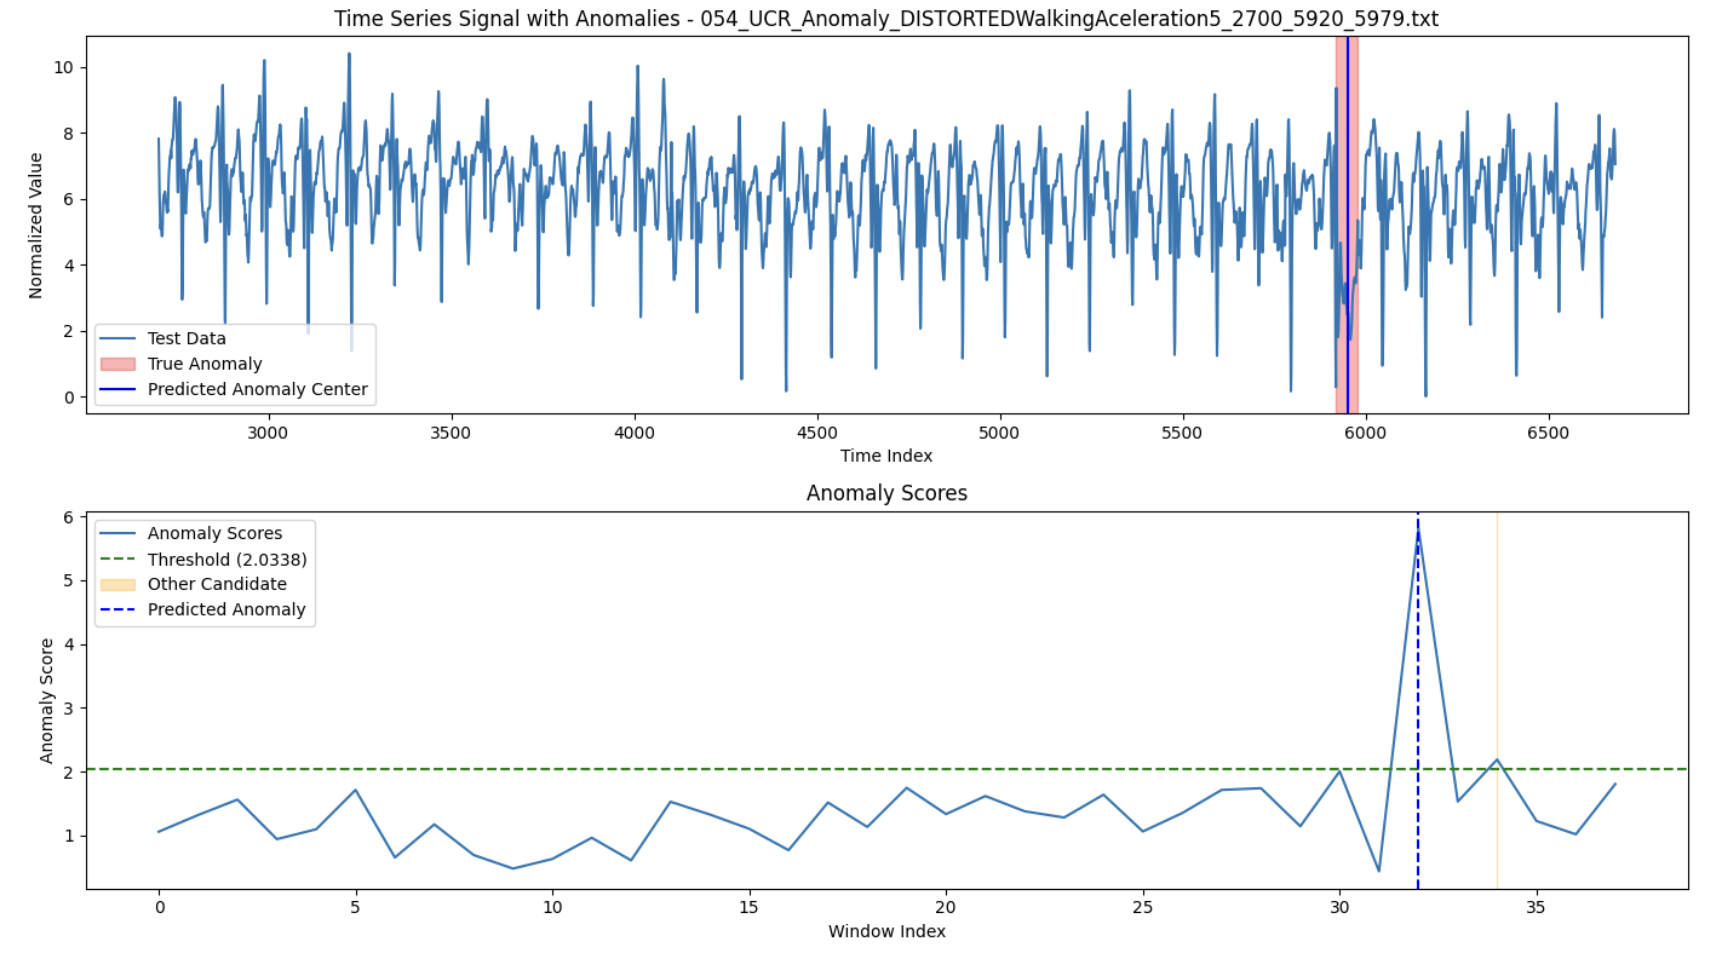 Time Series Signal with Anomalies - 054_UCR_Anomaly_DISTORTEDWalkingAceleration5_2700_5920_5979.txt
10
8
6
4
2
0
Normalized Value
Test Data
True Anomaly
Predicted Anomaly Center
3000
3500
4000
4500
5000
5500
6000
6500
Time Index
Anomaly Scores
6
5
4
3
2
1
Anomaly Score
Anomaly Scores
Threshold (2.0338)
Other Candidate
Predicted Anomaly
0
5
10
15
20
25
30
35
Window Index